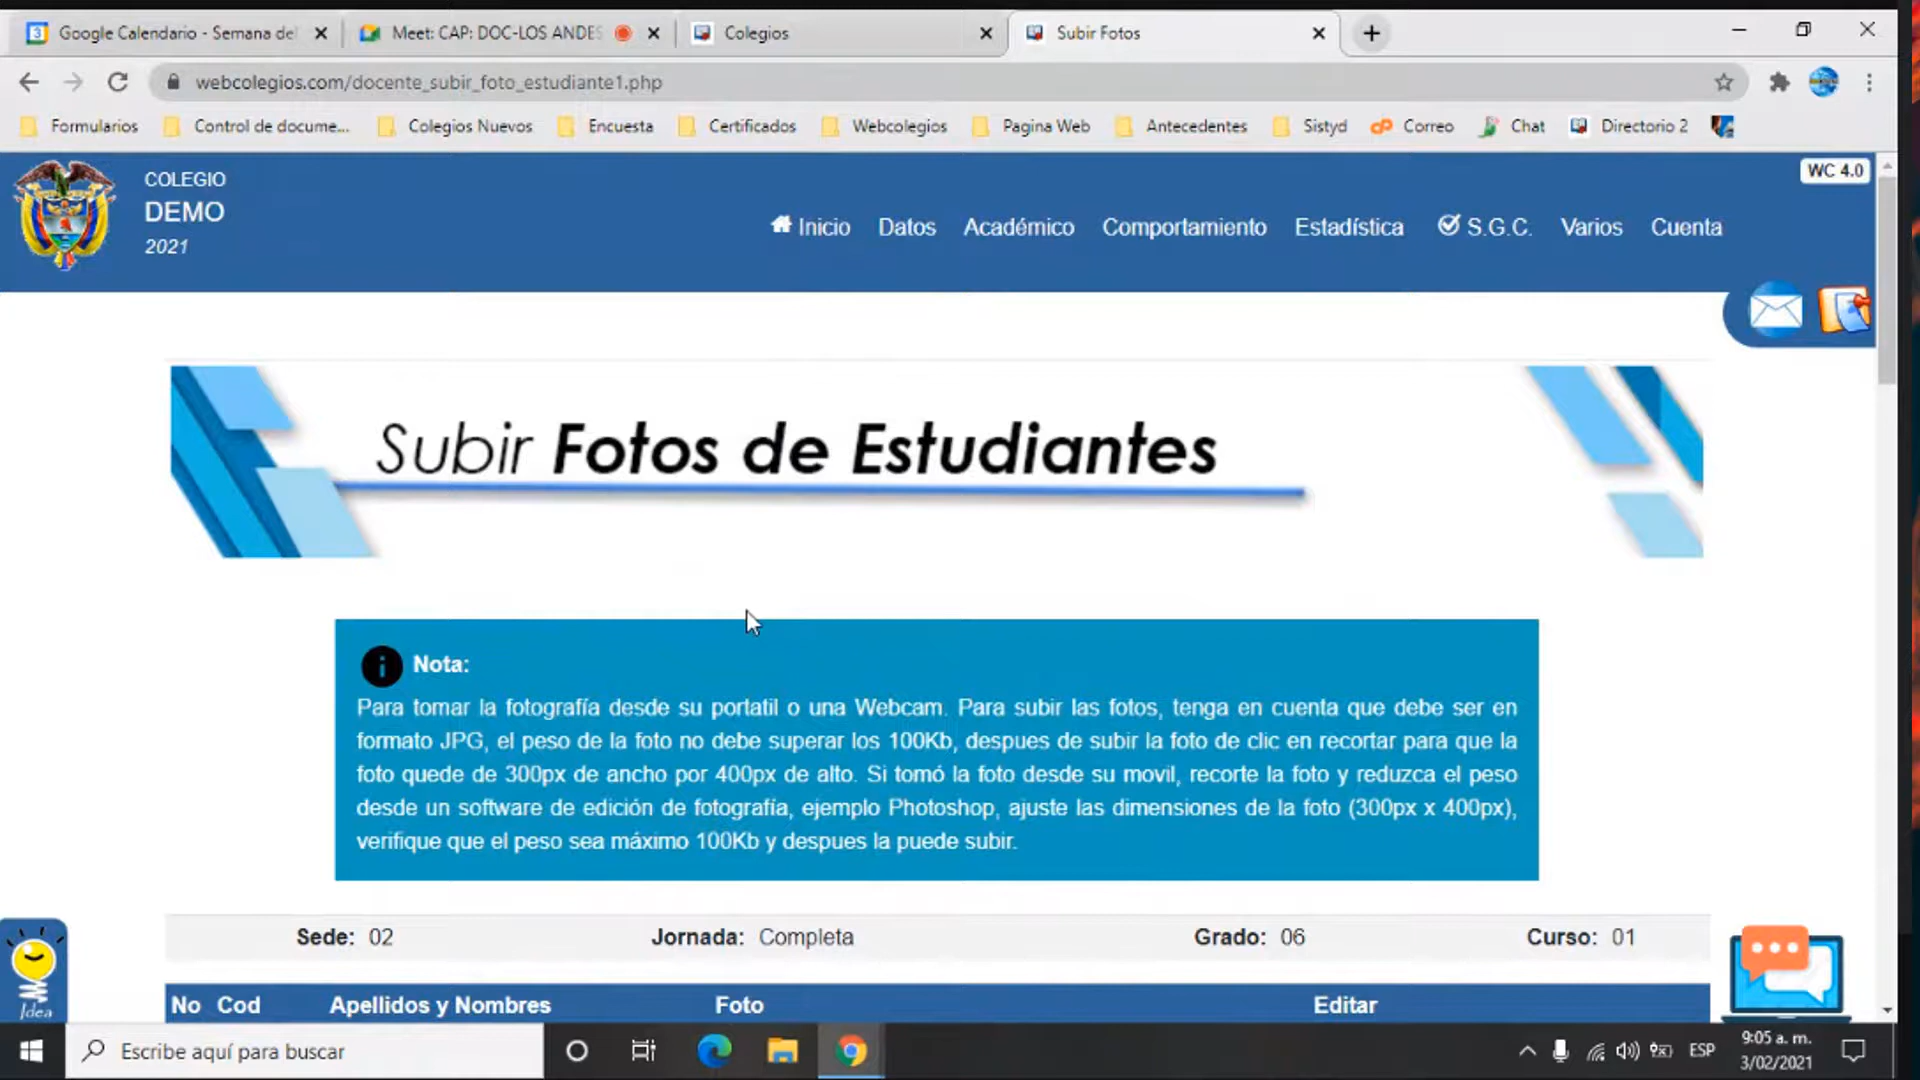 Google Calendario - Semana del
Meet: CAP: DOC-LOS ANDES
Colegios
Subir Fotos
webcolegios.com/docente_subir_foto_estudiante1.php
Formularios
Control de docume...
Colegios Nuevos
Encuesta
Certificados
Webcolegios
Pagina Web
Antecedentes
Sistyd
Correo
Chat
Directorio 2
COLEGIO
DEMO
2021
WC 4.0
Inicio Datos Académico Comportamiento Estadística S.G.C. Varios Cuenta
Subir Fotos de Estudiantes
Nota:
Para tomar la fotografía desde su portatil o una Webcam. Para subir las fotos, tenga en cuenta que debe ser en
formato JPG, el peso de la foto no debe superar los 100Kb, despues de subir la foto de clic en recortar para que la
foto quede de 300px de ancho por 400px de alto. Si tomó la foto desde su movil, recorte la foto y reduzca el peso
desde un software de edición de fotografía, ejemplo Photoshop, ajuste las dimensiones de la foto (300px x 400px),
verifique que el peso sea máximo 100Kb y despues la puede subir.
Sede: 02 Jornada: Completa Grado: 06 Curso: 01
No Cod Apellidos y Nombres Foto Editar
Idea
Escribe aquí para buscar
ESP
9:05 a. m.
3/02/2021